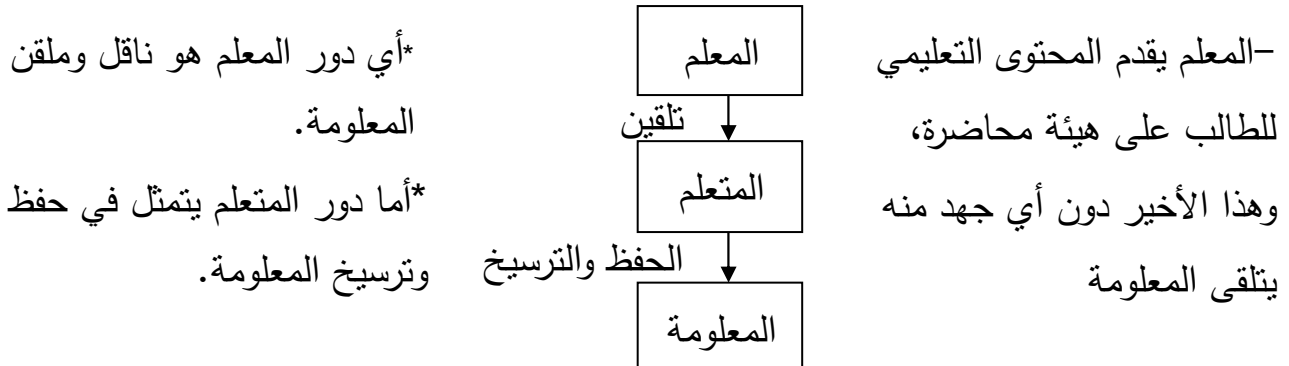 –المعلم يقدم المحتوى التعليمي
للطالب على هيئة محاضرة،
وهذا الأخير دون أي جهد منه
يتلقى المعلومة
المعلم
تلقين
المتعلم
الحفظ والترسيخ
المعلومة
*أي دور المعلم هو ناقل وملقن
المعلومة.
*أما دور المتعلم يتمثل في حفظ
وترسيخ المعلومة.